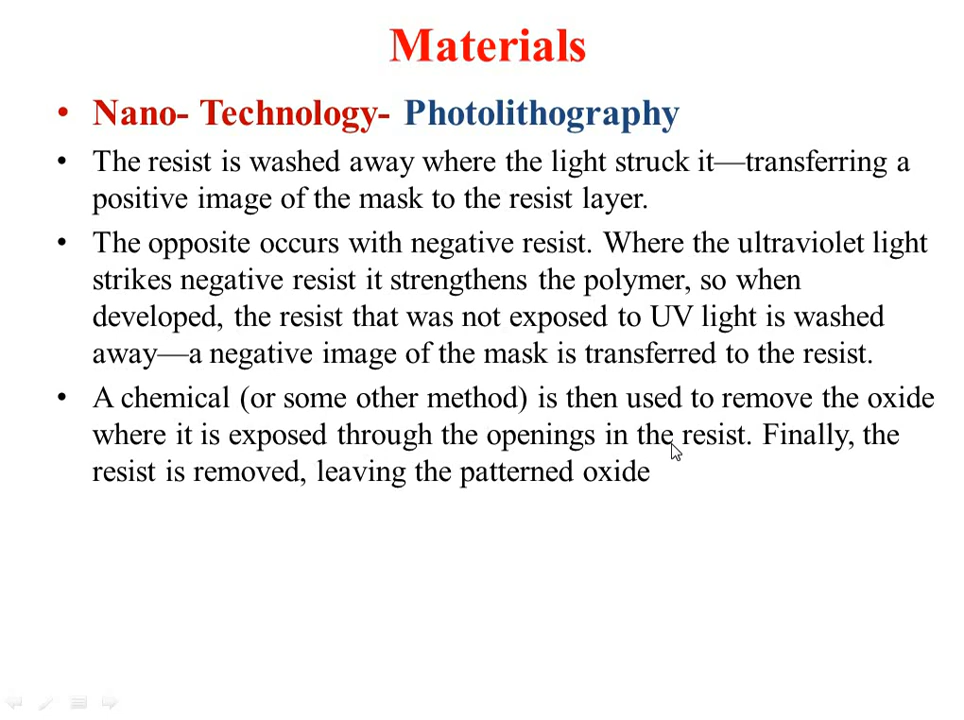 Materials
• Nano- Technology- Photolithography
• The resist is washed away where the light struck it—transferring a
positive image of the mask to the resist layer.
• The opposite occurs with negative resist. Where the ultraviolet light
strikes negative resist it strengthens the polymer, so when
developed, the resist that was not exposed to UV light is washed
away—a negative image of the mask is transferred to the resist.
• A chemical (or some other method) is then used to remove the oxide
where it is exposed through the openings in the resist. Finally, the
resist is removed, leaving the patterned oxide